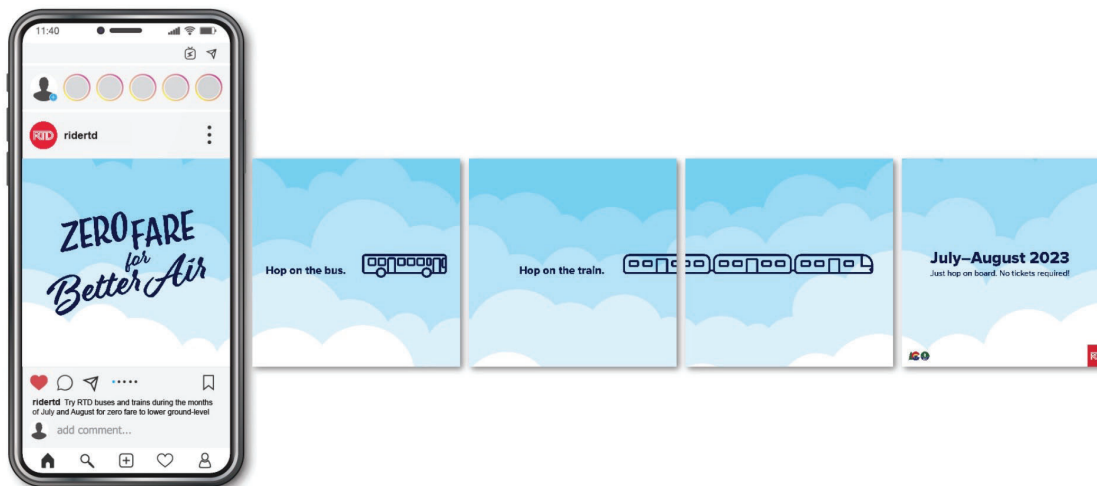 11:40
RTD ridertd
ZERO FARE
for
Better Air
Hop on the bus.
Hop on the train.
July–August 2023
Just hop on board. No tickets required!
ridertd Try RTD buses and trains during the months
of July and August for zero fare to lower ground-level
add comment...